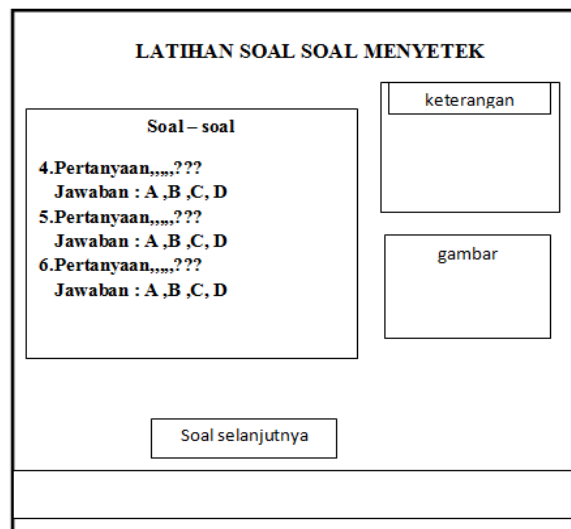 LATIHAN SOAL SOAL MENYETEK
keterangan
Soal – soal
4.Pertanyaan,,,,,???
Jawaban : A ,B ,C, D
5.Pertanyaan,,,,,???
Jawaban : A ,B ,C, D
6.Pertanyaan,,,,,???
Jawaban : A ,B ,C, D
gambar
Soal selanjutnya